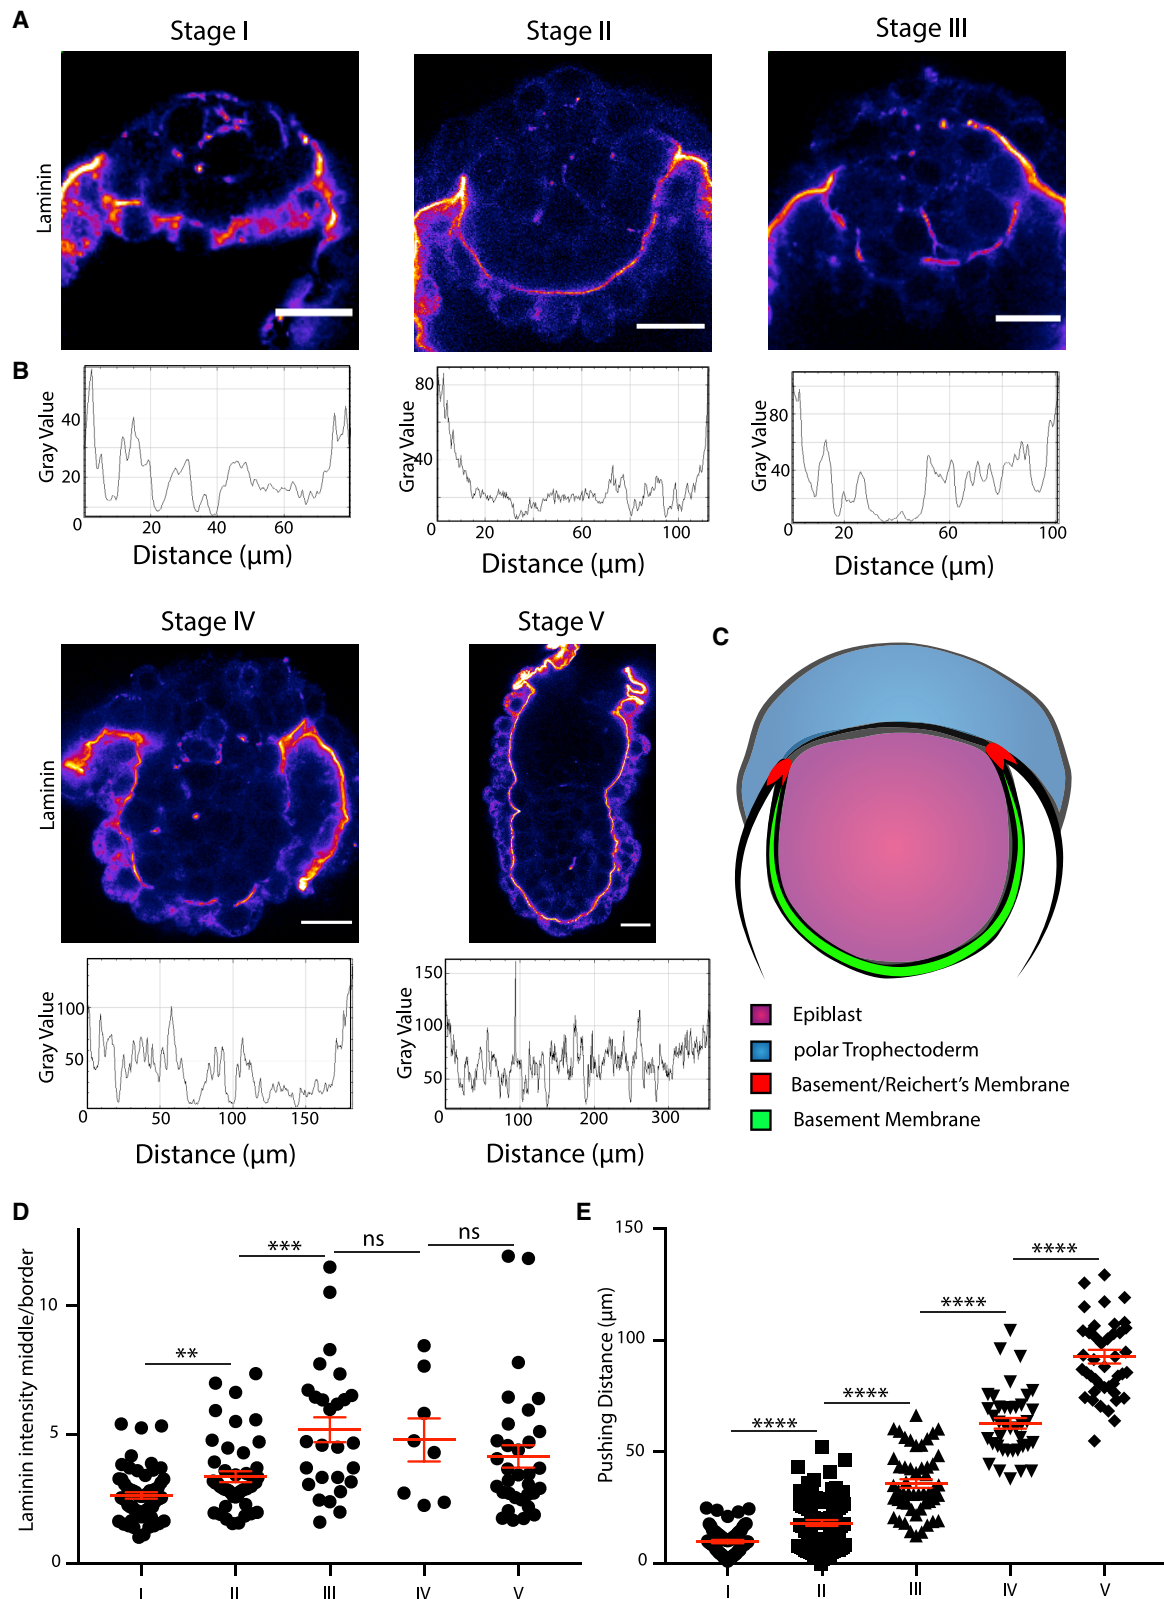 A
Stage I
Stage II
Stage III
Laminin
B
Gray Value
40
20
0
20
40
60
Distance (µm)
Gray Value
80
40
0
20
60
100
Distance (µm)
Gray Value
80
40
0
20
60
100
Distance (µm)
Stage IV
Stage V
C
Laminin
Gray Value
100
50
0
50
100
150
Distance (µm)
Gray Value
150
100
50
0
100
200
300
Distance (µm)
Epiblast
polar Trophectoderm
Basement/Reichert's Membrane
Basement Membrane
D
Laminin intensity middle/border
10
5
0
**
***
ns
ns
I
II
III
IV
V
E
Pushing Distance (µm)
150
100
50
0
****
****
****
****
I
II
III
IV
V